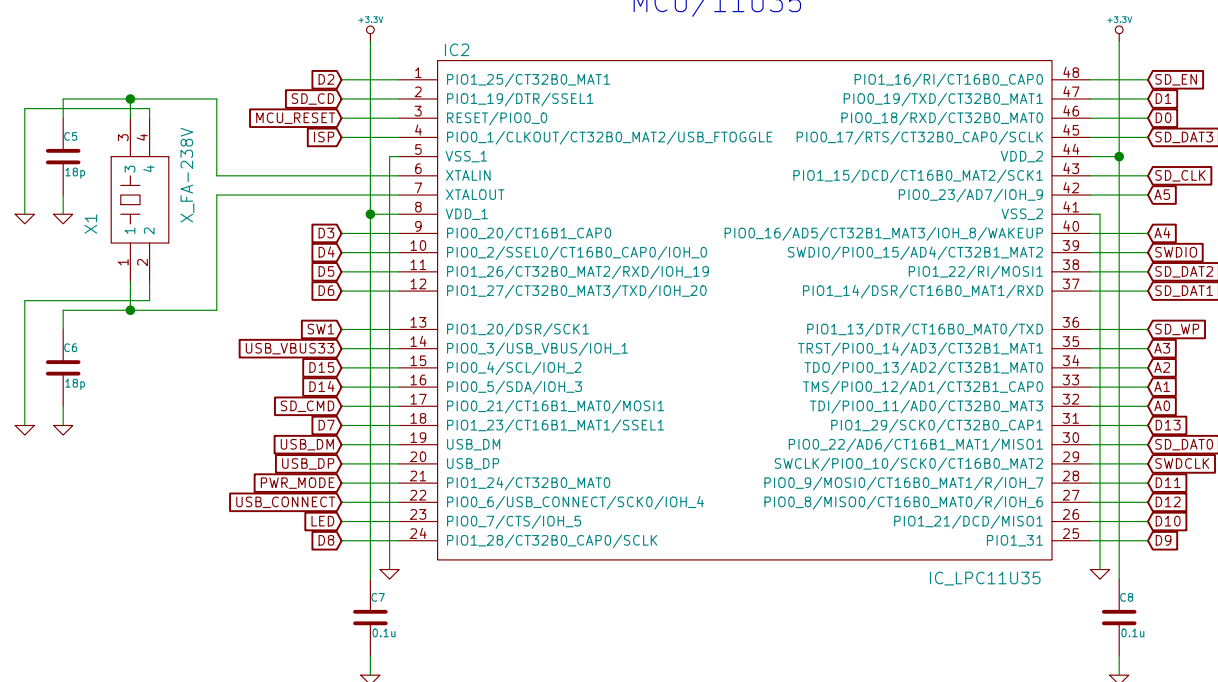 MCU/11U35
+3.3V
+3.3V
IC2
D2 1 PIO1_25/CT32B0_MAT1
SD_CD 2 PIO1_19/DTR/SSEL1
MCU_RESET 3 RESET/PIO0_0
ISP 4 PIO0_1/CLKOUT/CT32B0_MAT2/USB_FTOGGLE
5 VSS_1
6 XTALIN
7 XTALOUT
8 VDD_1
D3 9 PIO0_20/CT16B1_CAP0
D4 10 PIO0_2/SSEL0/CT16B0_CAP0/IOH_0
D5 11 PIO1_26/CT32B0_MAT2/RXD/IOH_19
D6 12 PIO1_27/CT32B0_MAT3/TXD/IOH_20
SW1 13 PIO1_20/DSR/SCK1
USB_VBUS33 14 PIO0_3/USB_VBUS/IOH_1
D15 15 PIO0_4/SCL/IOH_2
D14 16 PIO0_5/SDA/IOH_3
SD_CMD 17 PIO0_21/CT16B1_MAT0/MOSI1
D7 18 PIO1_23/CT16B1_MAT1/SSEL1
USB_DM 19 USB_DM
USB_DP 20 USB_DP
PWR_MODE 21 PIO1_24/CT32B0_MAT0
USB_CONNECT 22 PIO0_6/USB_CONNECT/SCK0/IOH_4
LED 23 PIO0_7/CTS/IOH_5
D8 24 PIO1_28/CT32B0_CAP0/SCLK
PIO1_16/RI/CT16B0_CAP0 48 SD_EN
PIO0_19/TXD/CT32B0_MAT1 47 D1
PIO0_18/RXD/CT32B0_MAT0 46 D0
PIO0_17/RTS/CT32B0_CAP0/SCLK 45 SD_DAT3
VDD_2 44
PIO1_15/DCD/CT16B0_MAT2/SCK1 43 SD_CLK
PIO0_23/AD7/IOH_9 42 A5
VSS_2 41
PIO0_16/AD5/CT32B1_MAT3/IOH_8/WAKEUP 40 A4
SWDIO/PIO0_15/AD4/CT32B1_MAT2 39 SWDIO
PIO1_22/RI/MOSI1 38 SD_DAT2
PIO1_14/DSR/CT16B0_MAT1/RXD 37 SD_DAT1
PIO1_13/DTR/CT16B0_MAT0/TXD 36 SD_WP
TRST/PIO0_14/AD3/CT32B1_MAT1 35 A3
TDO/PIO0_13/AD2/CT32B1_MAT0 34 A2
TMS/PIO0_12/AD1/CT32B1_CAP0 33 A1
TDI/PIO0_11/AD0/CT32B0_MAT3 32 A0
PIO1_29/SCK0/CT32B0_CAP1 31 D13
PIO0_22/AD6/CT16B1_MAT1/MISO1 30 SD_DAT0
SWCLK/PIO0_10/SCK0/CT16B0_MAT2 29 SWDCLK
PIO0_9/MOSI0/CT16B0_MAT1/R/IOH_7 28 D11
PIO0_8/MISO0/CT16B0_MAT0/R/IOH_6 27 D12
PIO1_21/DCD/MISO1 26 D10
PIO1_31 25 D9
IC_LPC11U35
C5
18p
3 4
3 4
1 2
1 2
X1
X_FA-238V
C6
18p
C7
0.1u
C8
0.1u